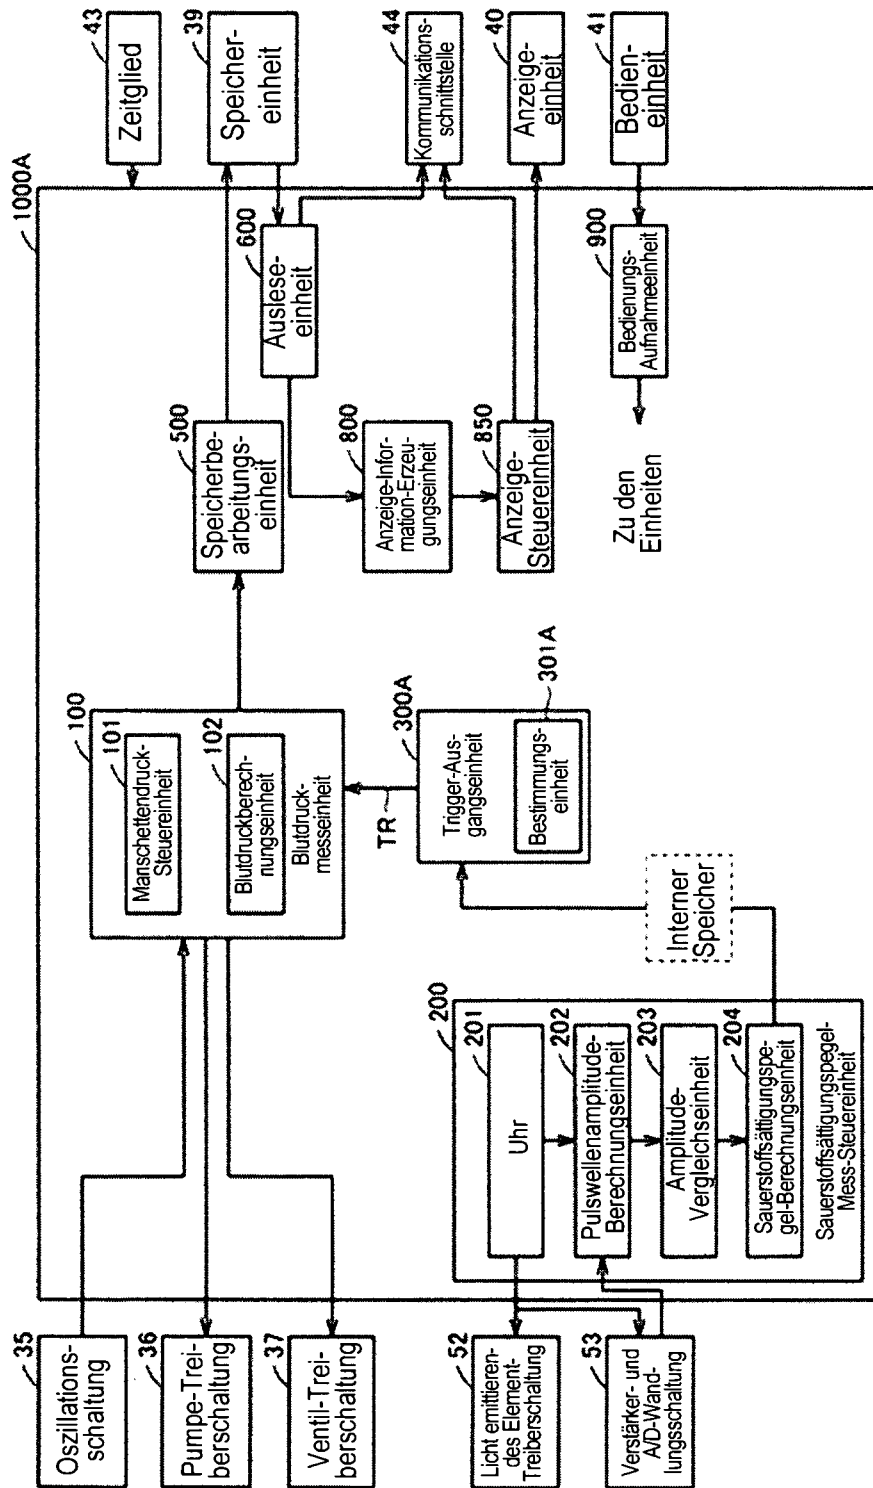 1000A
35
Oszillations-
schaltung
36
Pumpe-Trei-
berschaltung
37
Ventil-Trei-
berschaltung
52
Licht emittieren-
des Element-
Treiberschaltung
53
Verstärker- und
A/D-Wand-
lungsschaltung
100
101
Manschettendruck-
Steuereinheit
102
Blutdruckberech-
nungseinheit
Blutdruck-
messeinheit
TR
300A
Trigger-Aus-
gangseinheit
301A
Bestimmungs-
einheit
Interner
Speicher
200
201
Uhr
202
Pulswellenamplitude-
Berechnungseinheit
203
Amplitude-
Vergleichseinheit
204
Sauerstoffsättigungspe-
gel-Berechnungseinheit
Sauerstoffsättigungspegel-
Mess-Steuereinheit
500
Speicherbe-
arbeitungs-
einheit
600
Auslese-
einheit
800
Anzeige-Infor-
mation-Erzeu-
gungseinheit
850
Anzeige-
Steuereinheit
900
Bedienungs-
Aufnahmeeinheit
Zu den
Einheiten
43
Zeitglied
39
Speicher-
einheit
44
Kommunikations-
schnittstelle
40
Anzeige-
einheit
41
Bedien-
einheit